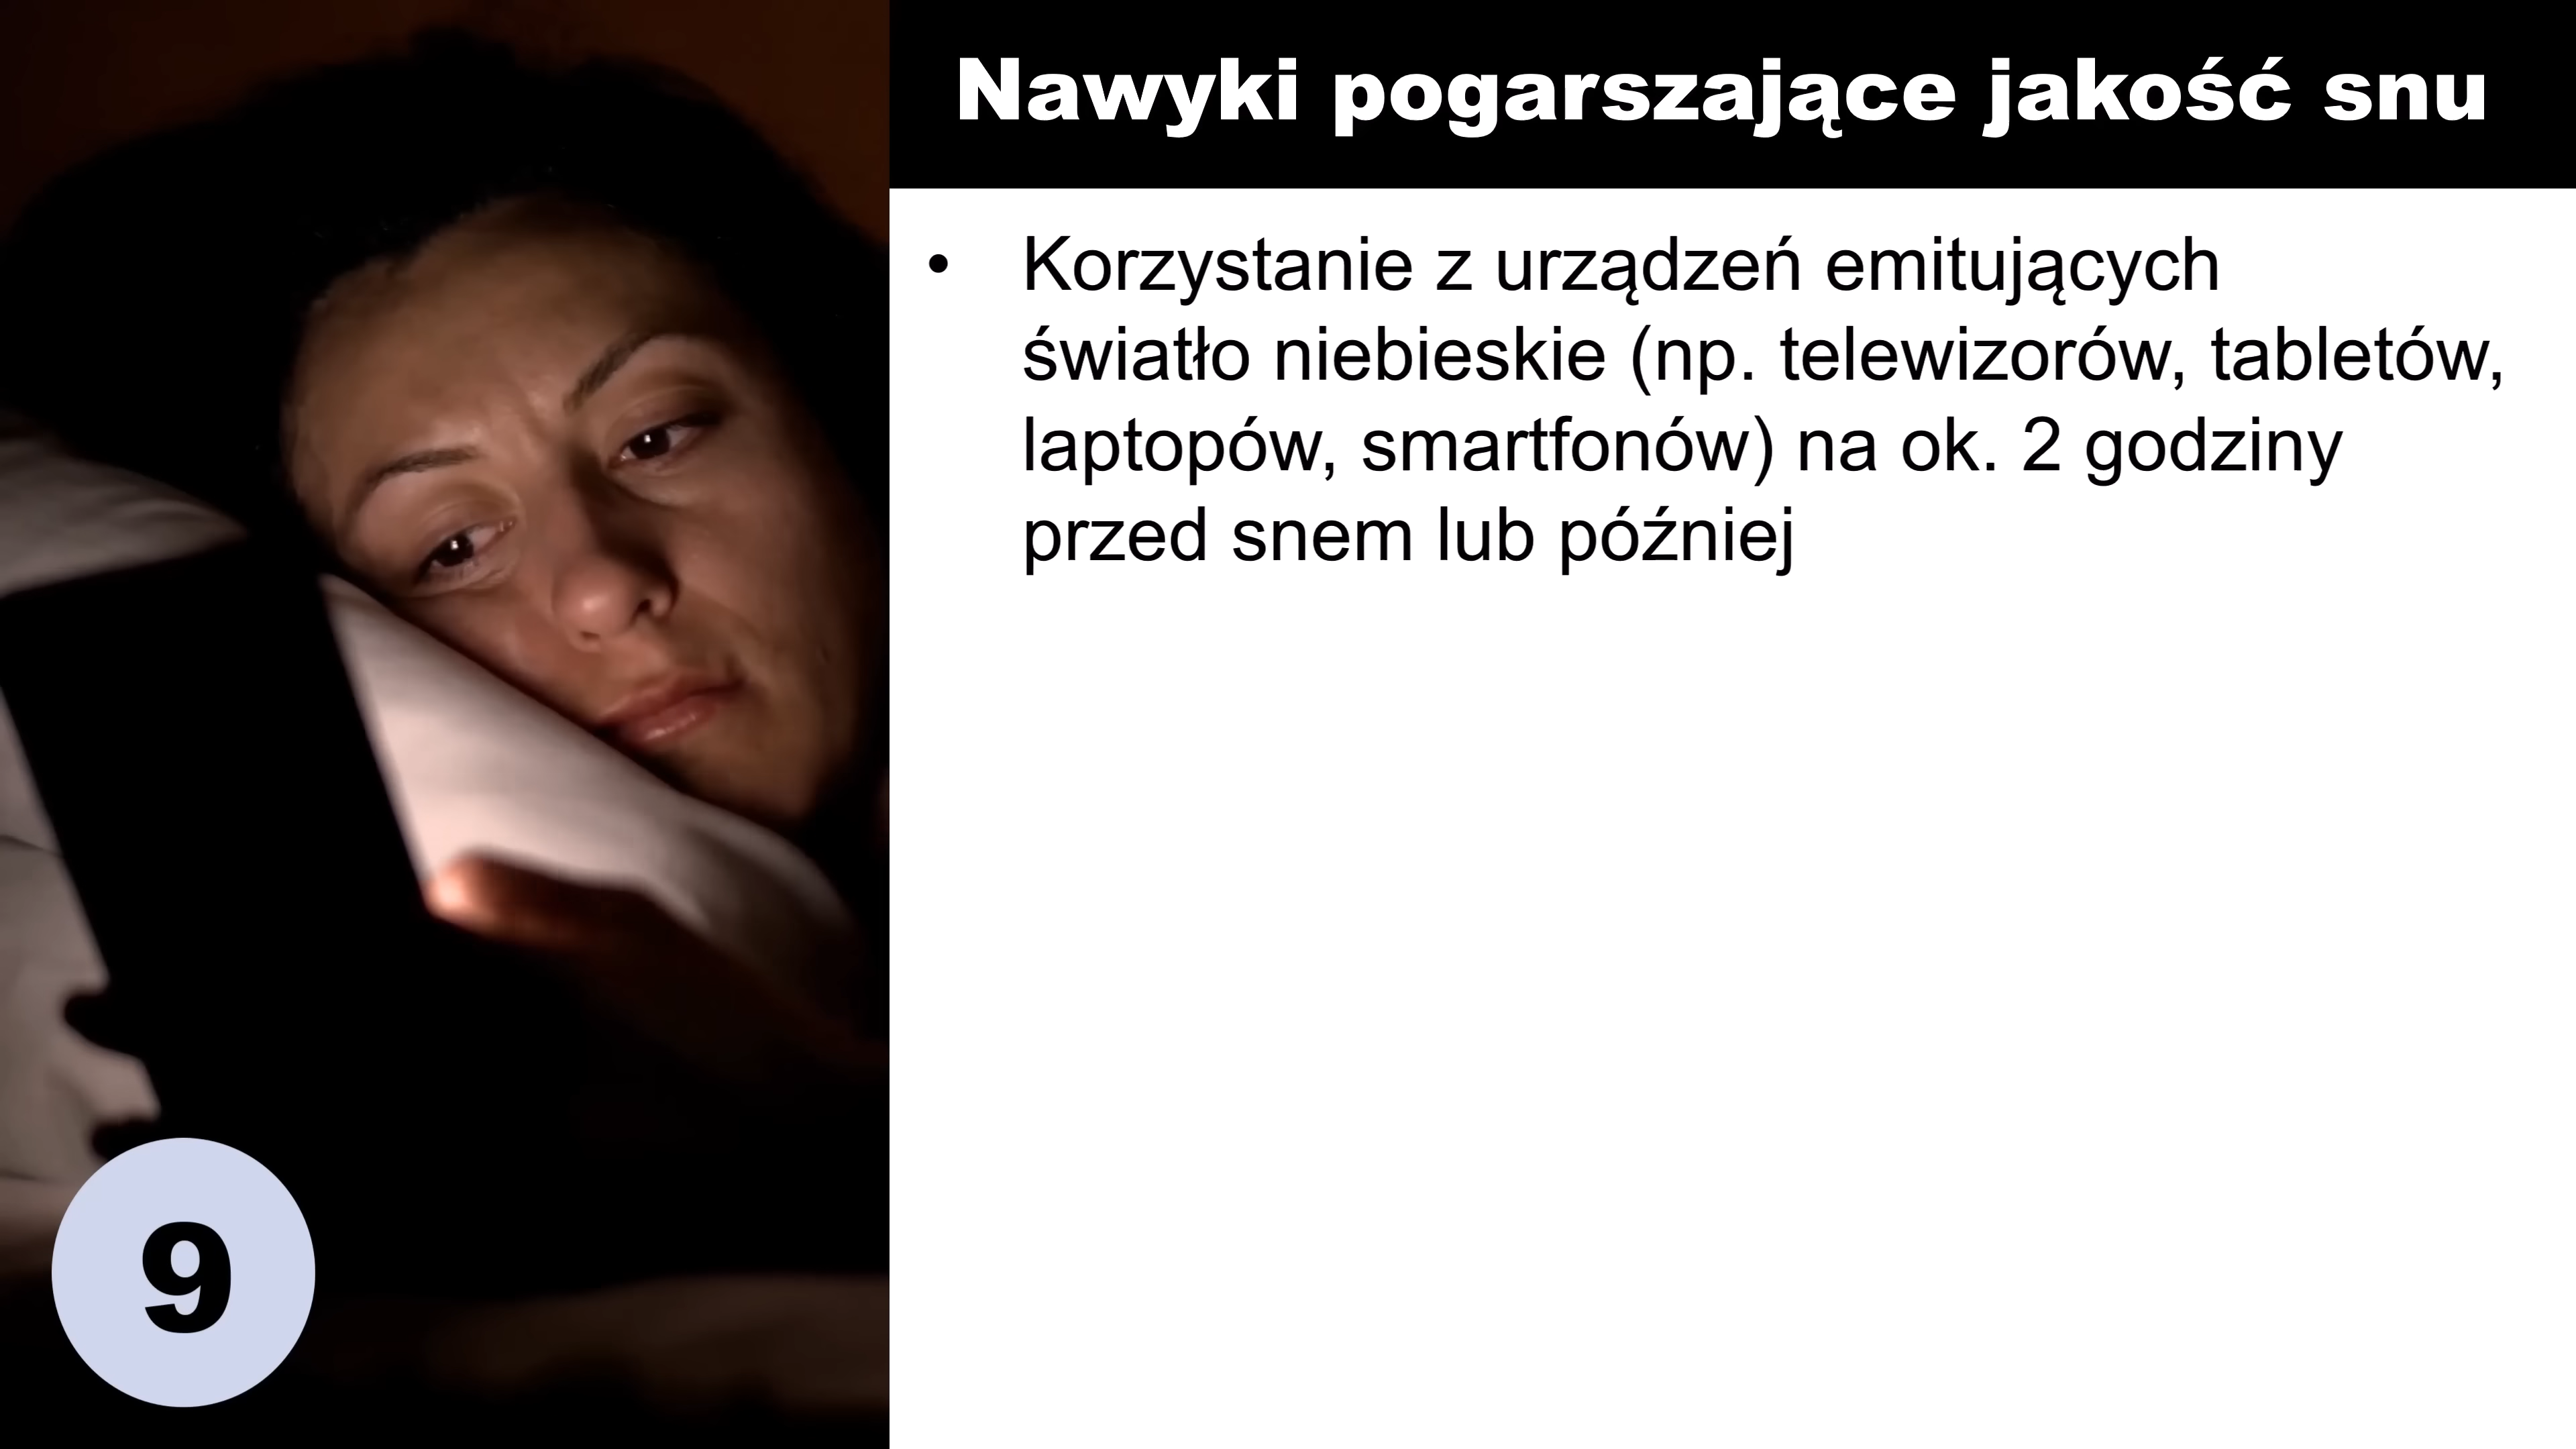 Nawyki pogarszające jakość snu
• Korzystanie z urządzeń emitujących
światło niebieskie (np. telewizorów, tabletów,
laptopów, smartfonów) na ok. 2 godziny
przed snem lub później
9